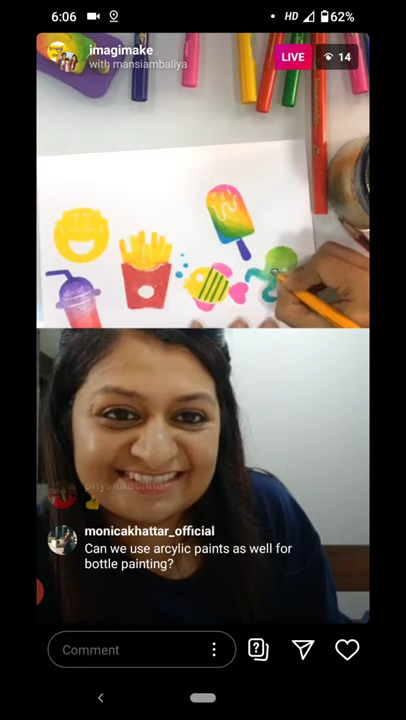 6:06
HD
62%
imagimake
with mansiambaliya
LIVE
14
monicakhattar_official
Can we use arcylic paints as well for
bottle painting?
Comment